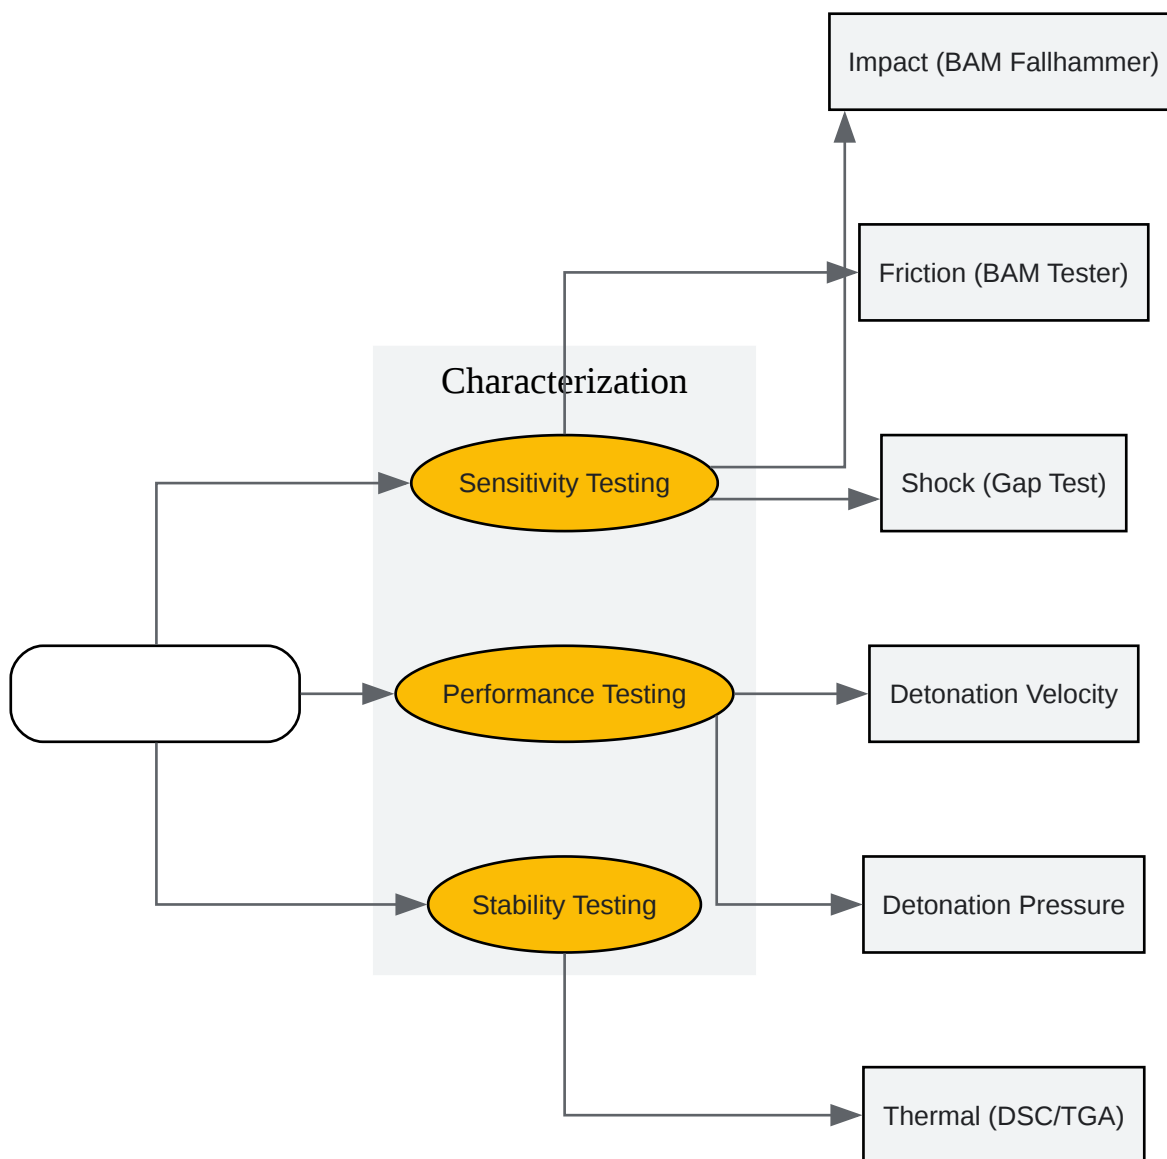 Impact (BAM Fallhammer)
Friction (BAM Tester)
Characterization
Sensitivity Testing
Shock (Gap Test)
Performance Testing
Detonation Velocity
Stability Testing
Detonation Pressure
Thermal (DSC/TGA)